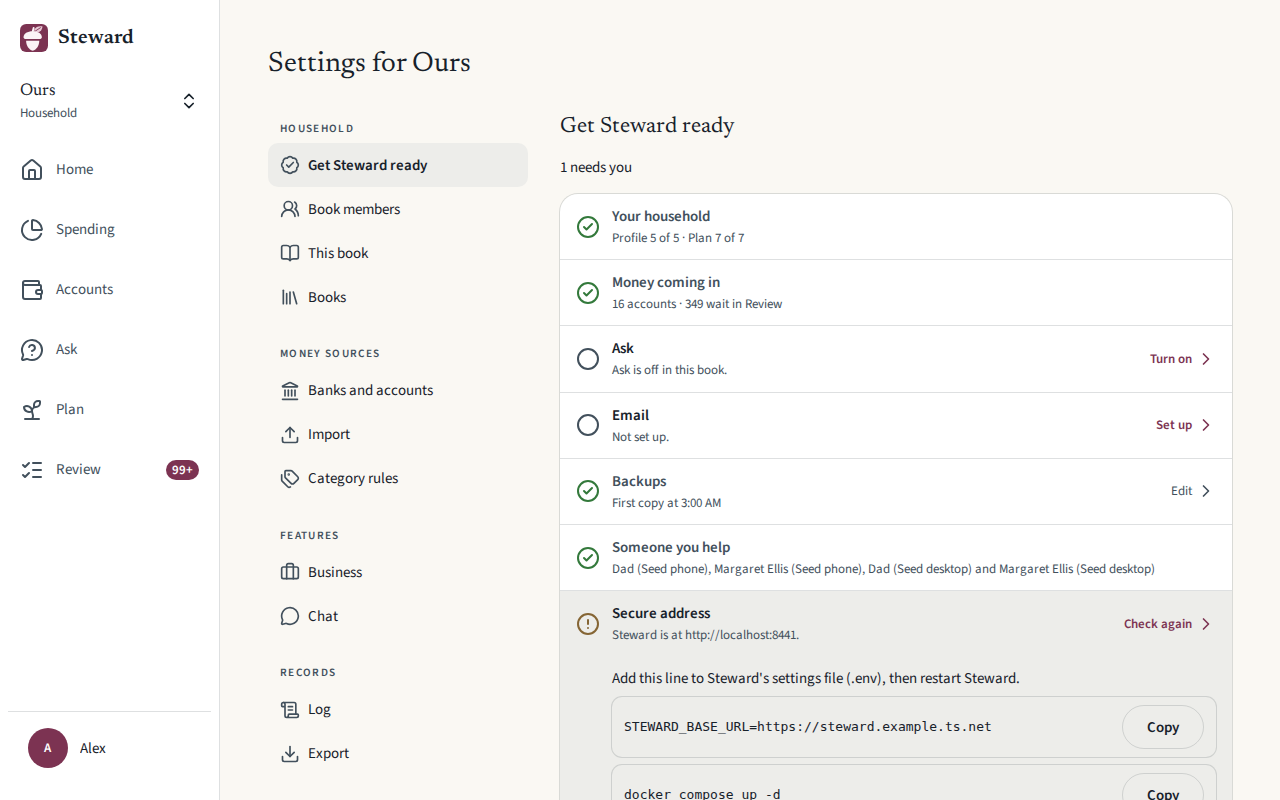 Steward
Ours
Household
Home
Spending
Accounts
Ask
Plan
Review 99+
A Alex
Settings for Ours
HOUSEHOLD
Get Steward ready
Book members
This book
Books
MONEY SOURCES
Banks and accounts
Import
Category rules
FEATURES
Business
Chat
RECORDS
Log
Export
Get Steward ready
1 needs you
Your household
Profile 5 of 5 · Plan 7 of 7
Money coming in
16 accounts · 349 wait in Review
Ask
Ask is off in this book.
Turn on
Email
Not set up.
Set up
Backups
First copy at 3:00 AM
Edit
Someone you help
Dad (Seed phone), Margaret Ellis (Seed phone), Dad (Seed desktop) and Margaret Ellis (Seed desktop)
Secure address
Steward is at http://localhost:8441.
Check again
Add this line to Steward's settings file (.env), then restart Steward.
STEWARD_BASE_URL=https://steward.example.ts.net
Copy
docker compose up -d
Copy